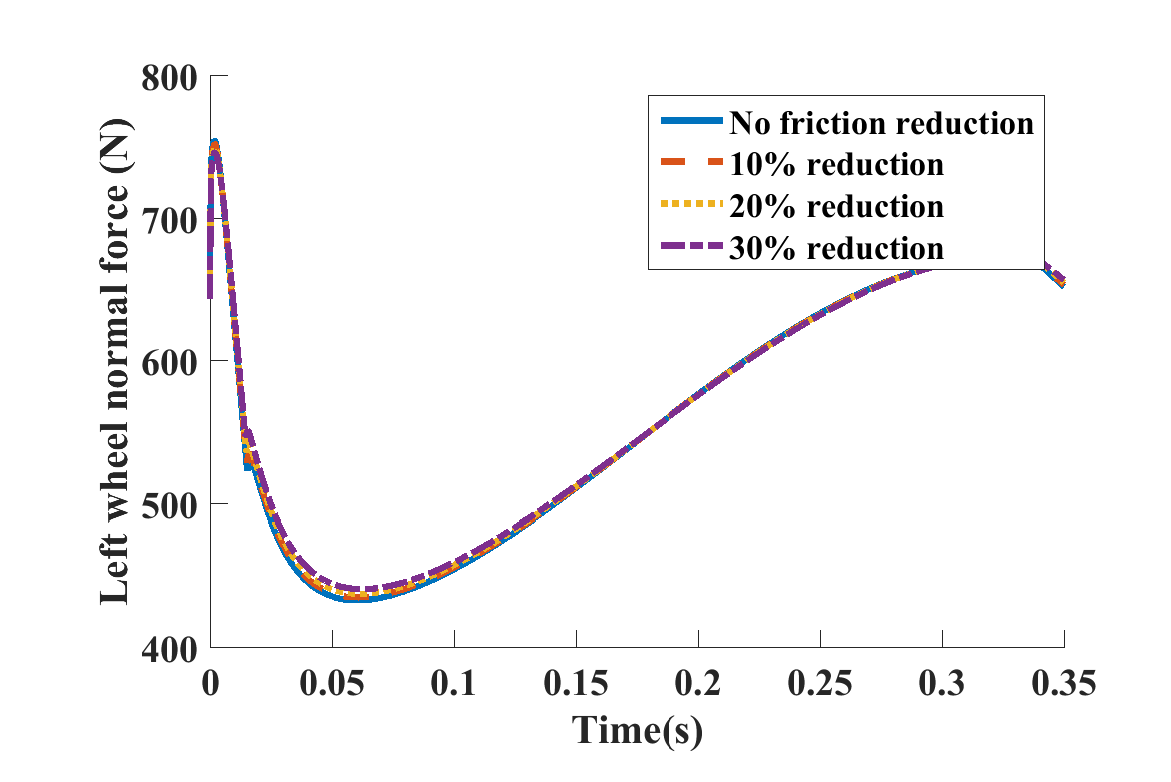 Left wheel normal force (N)
800
700
600
500
400
No friction reduction
10% reduction
20% reduction
30% reduction
0
0.05
0.1
0.15
0.2
0.25
0.3
0.35
Time(s)